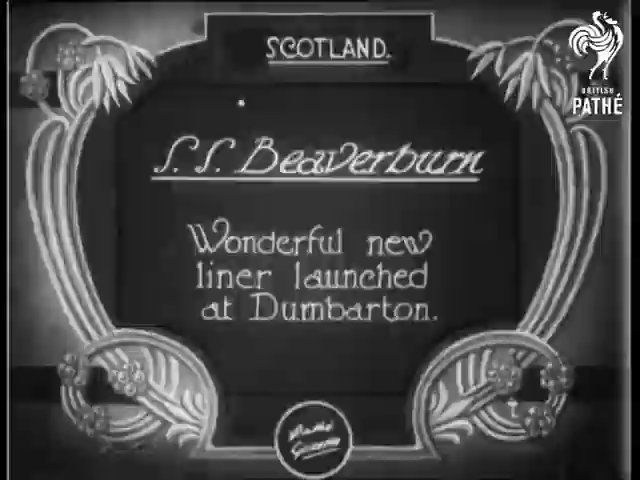 SCOTLAND.
BRITISH
PATHÉ
S.S. Beaverburn
Wonderful new
liner launched
at Dumbarton.